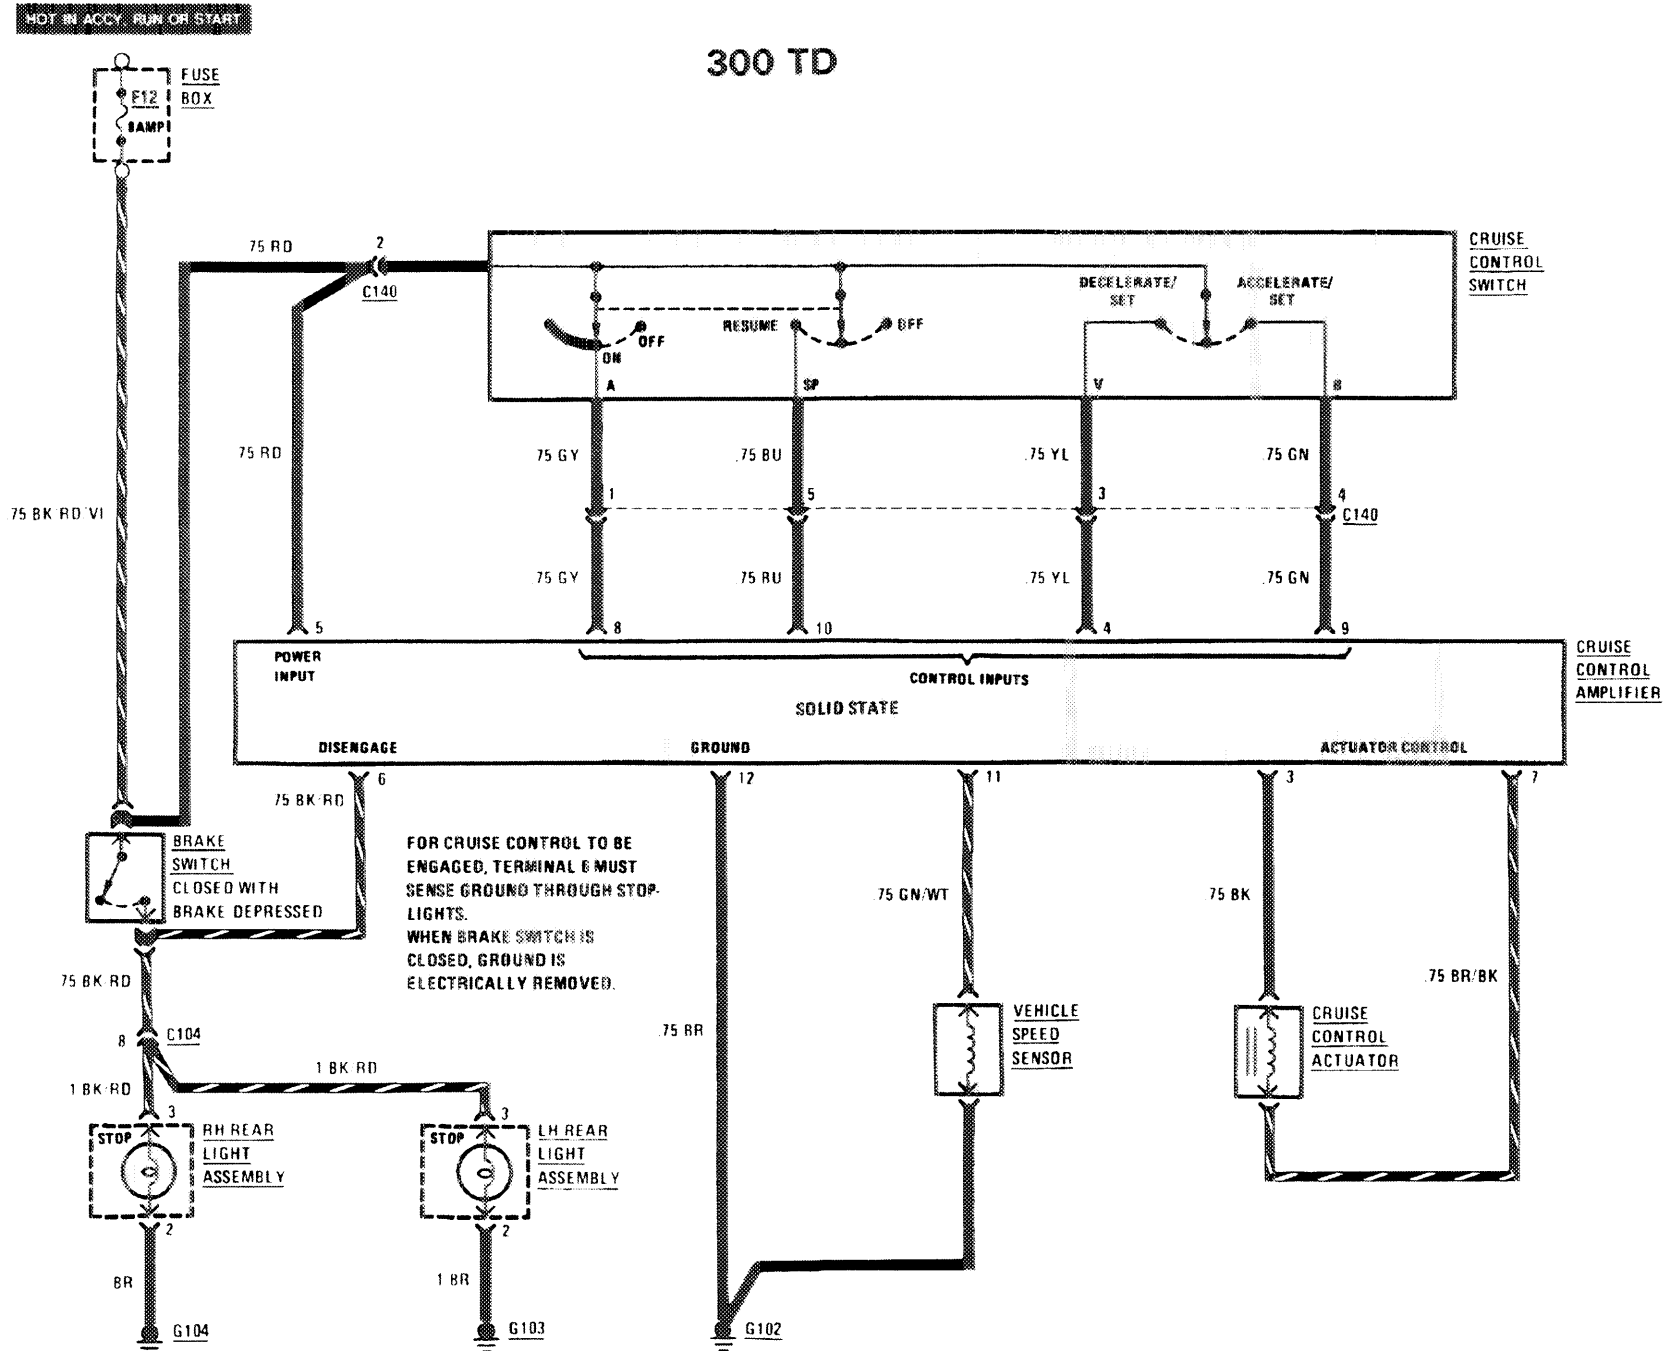 HOT IN ACCY RUN OR START
300 TD
FUSE
BOX
F12
8AMP
75 RD
2
C140
CRUISE
CONTROL
SWITCH
DECELERATE/
SET
ACCELERATE/
SET
RESUME
OFF
OFF
ON
A
SP
V
B
75 RD
.75 GY
.75 BU
.75 YL
.75 GN
1
5
3
4
C140
.75 BK RD/VI
.75 GY
.75 RU
.75 YL
.75 GN
5
8
10
4
9
POWER
INPUT
CONTROL INPUTS
SOLID STATE
CRUISE
CONTROL
AMPLIFIER
DISENGAGE
GROUND
ACTUATOR CONTROL
6
12
11
3
7
75 BK/RD
BRAKE
SWITCH
CLOSED WITH
BRAKE DEPRESSED
FOR CRUISE CONTROL TO BE
ENGAGED, TERMINAL 6 MUST
SENSE GROUND THROUGH STOP-
LIGHTS.
WHEN BRAKE SWITCH IS
CLOSED, GROUND IS
ELECTRICALLY REMOVED.
.75 GN/WT
.75 BK
.75 BR/BK
75 BK/RD
8
C104
.75 BR
VEHICLE
SPEED
SENSOR
CRUISE
CONTROL
ACTUATOR
1 BK/RD
1 BK RD
3
3
STOP
RH REAR
LIGHT
ASSEMBLY
STOP
LH REAR
LIGHT
ASSEMBLY
2
2
BR
1 BR
G104
G103
G102